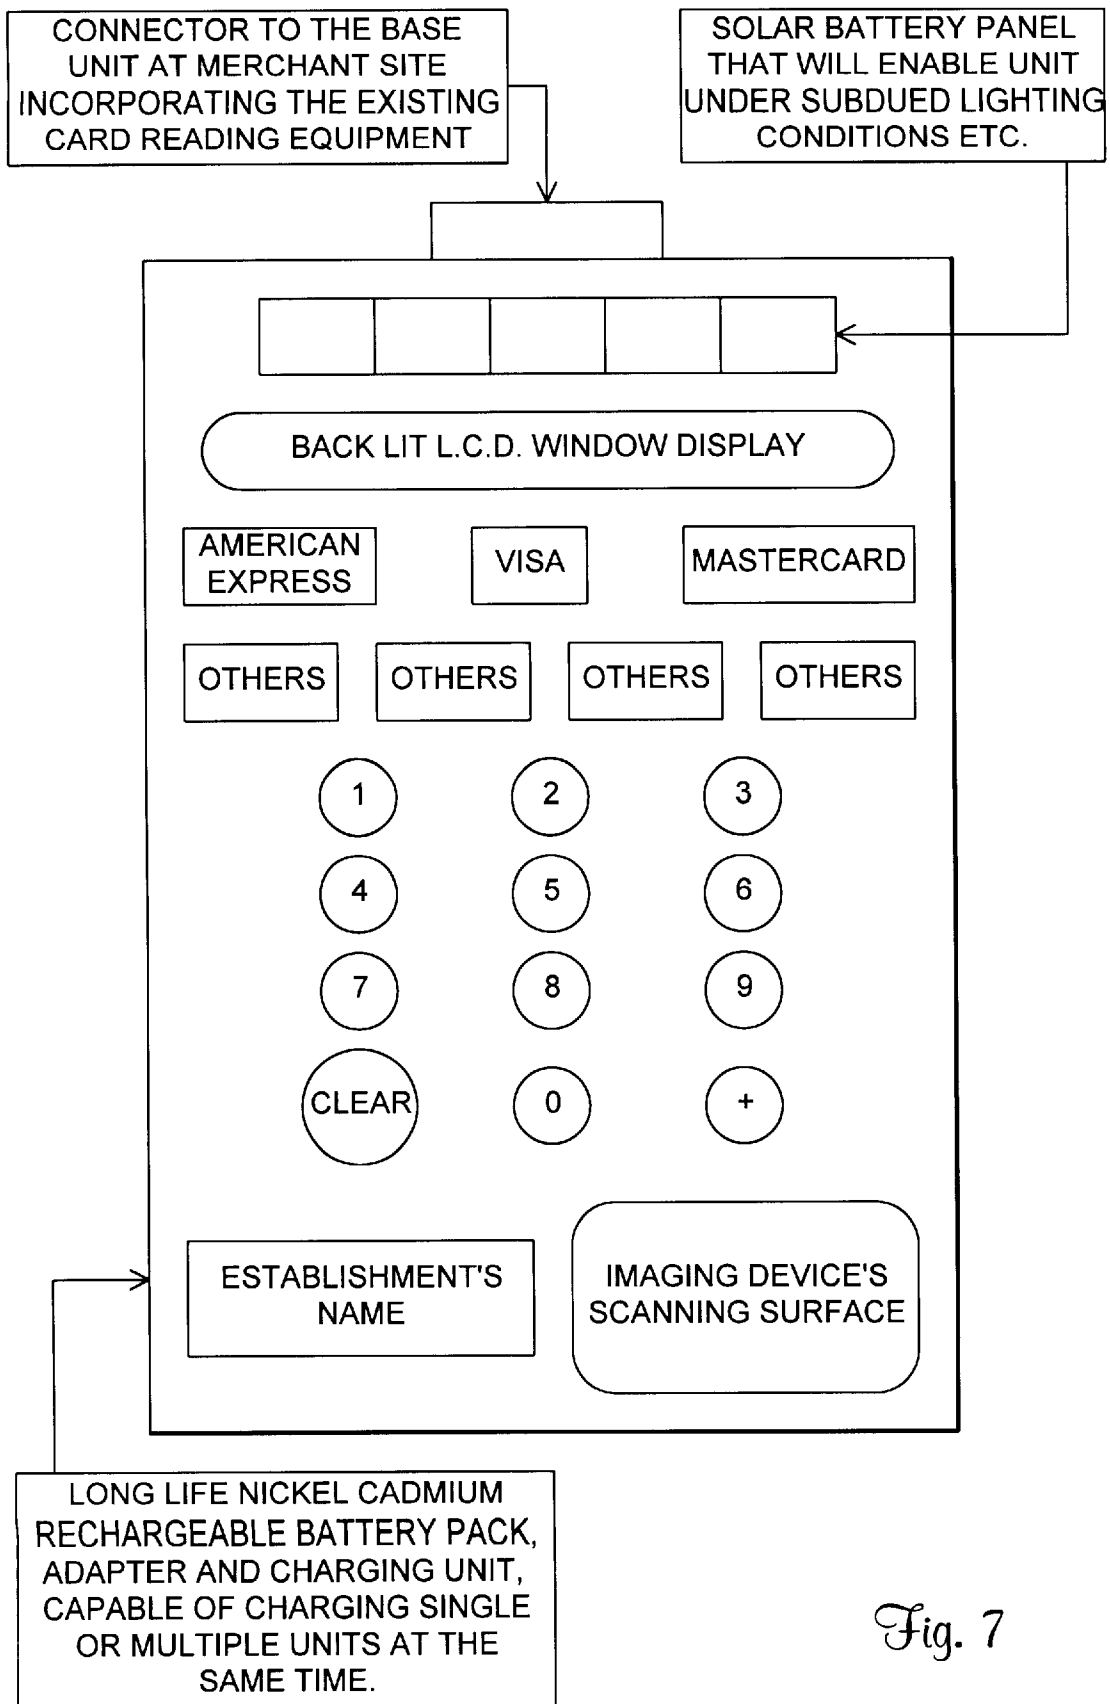 CONNECTOR TO THE BASE
UNIT AT MERCHANT SITE
INCORPORATING THE EXISTING
CARD READING EQUIPMENT
SOLAR BATTERY PANEL
THAT WILL ENABLE UNIT
UNDER SUBDUED LIGHTING
CONDITIONS ETC.
BACK LIT L.C.D. WINDOW DISPLAY
AMERICAN
EXPRESS
VISA
MASTERCARD
OTHERS OTHERS OTHERS OTHERS
1 2 3
4 5 6
7 8 9
CLEAR 0 +
ESTABLISHMENT'S
NAME
IMAGING DEVICE'S
SCANNING SURFACE
LONG LIFE NICKEL CADMIUM
RECHARGEABLE BATTERY PACK,
ADAPTER AND CHARGING UNIT,
CAPABLE OF CHARGING SINGLE
OR MULTIPLE UNITS AT THE
SAME TIME.
Fig. 7